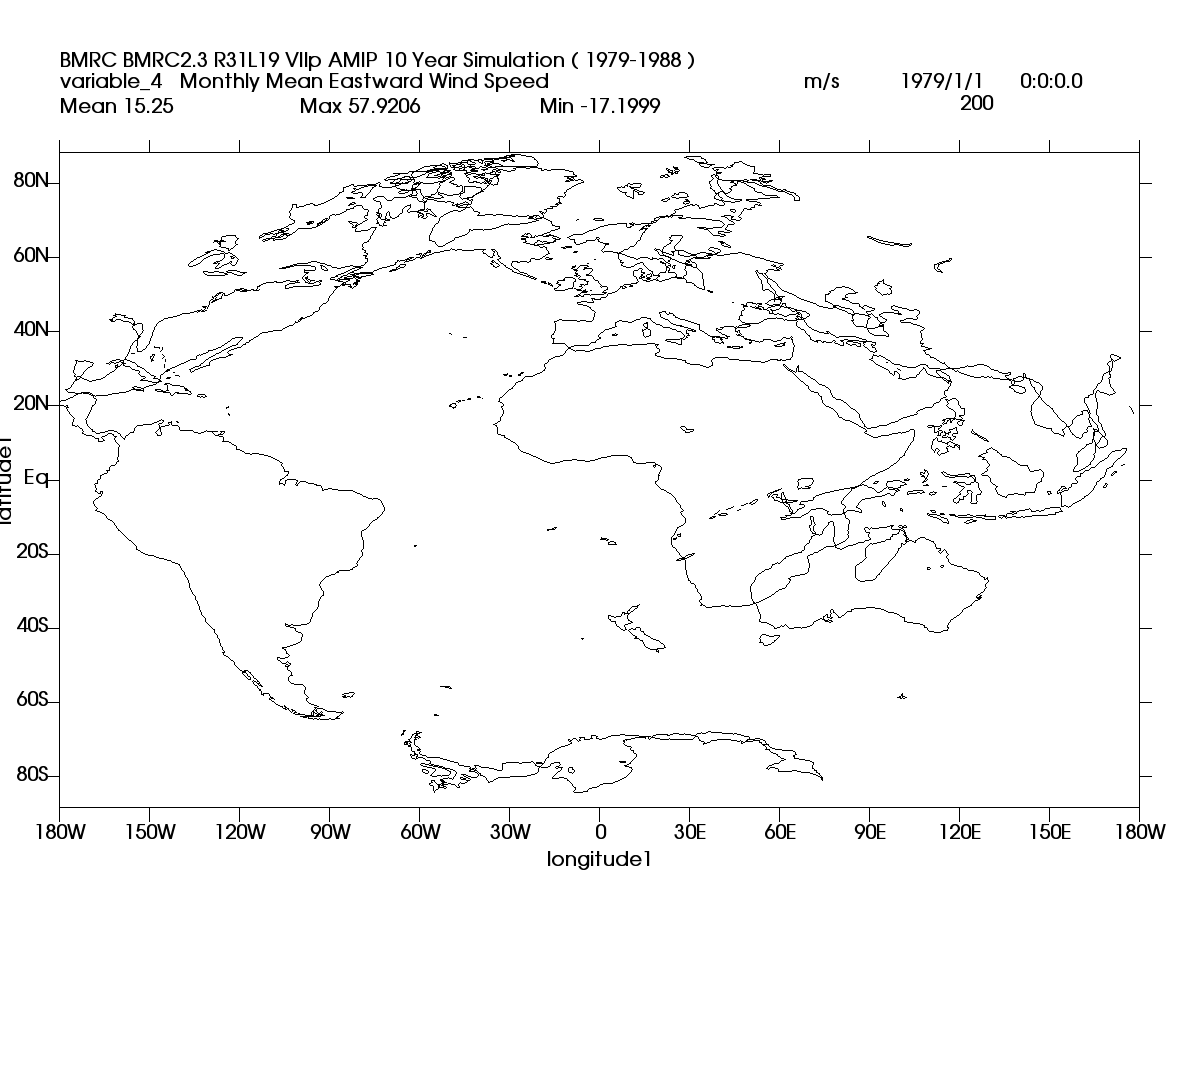 BMRC BMRC2.3 R31L19 VIIp AMIP 10 Year Simulation ( 1979-1988 )
variable_4 Monthly Mean Eastward Wind Speed m/s 1979/1/1 0:0:0.0
Mean 15.25 Max 57.9206 Min -17.1999 200
80N
60N
40N
20N
Eq
20S
40S
60S
80S
latitude1
180W 150W 120W 90W 60W 30W 0 30E 60E 90E 120E 150E 180W
longitude1